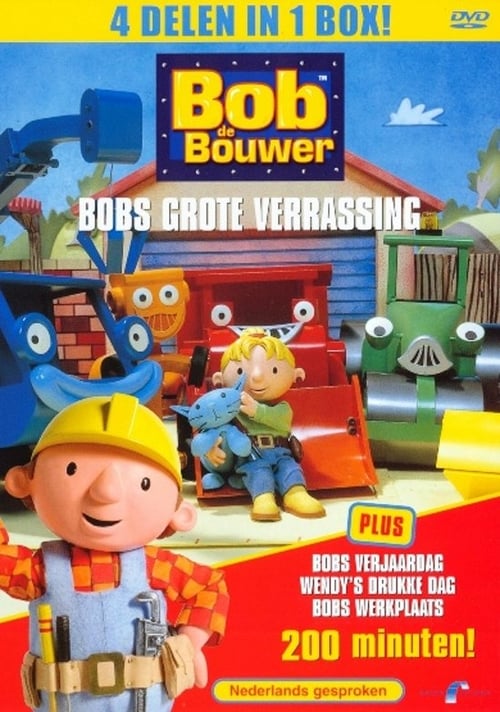 4 DELEN IN 1 BOX!
DVD
Bob™
de
Bouwer
BOBS GROTE VERRASSING
PLUS
BOBS VERJAARDAG
WENDY'S DRUKKE DAG
BOBS WERKPLAATS
200 minuten!
Nederlands gesproken